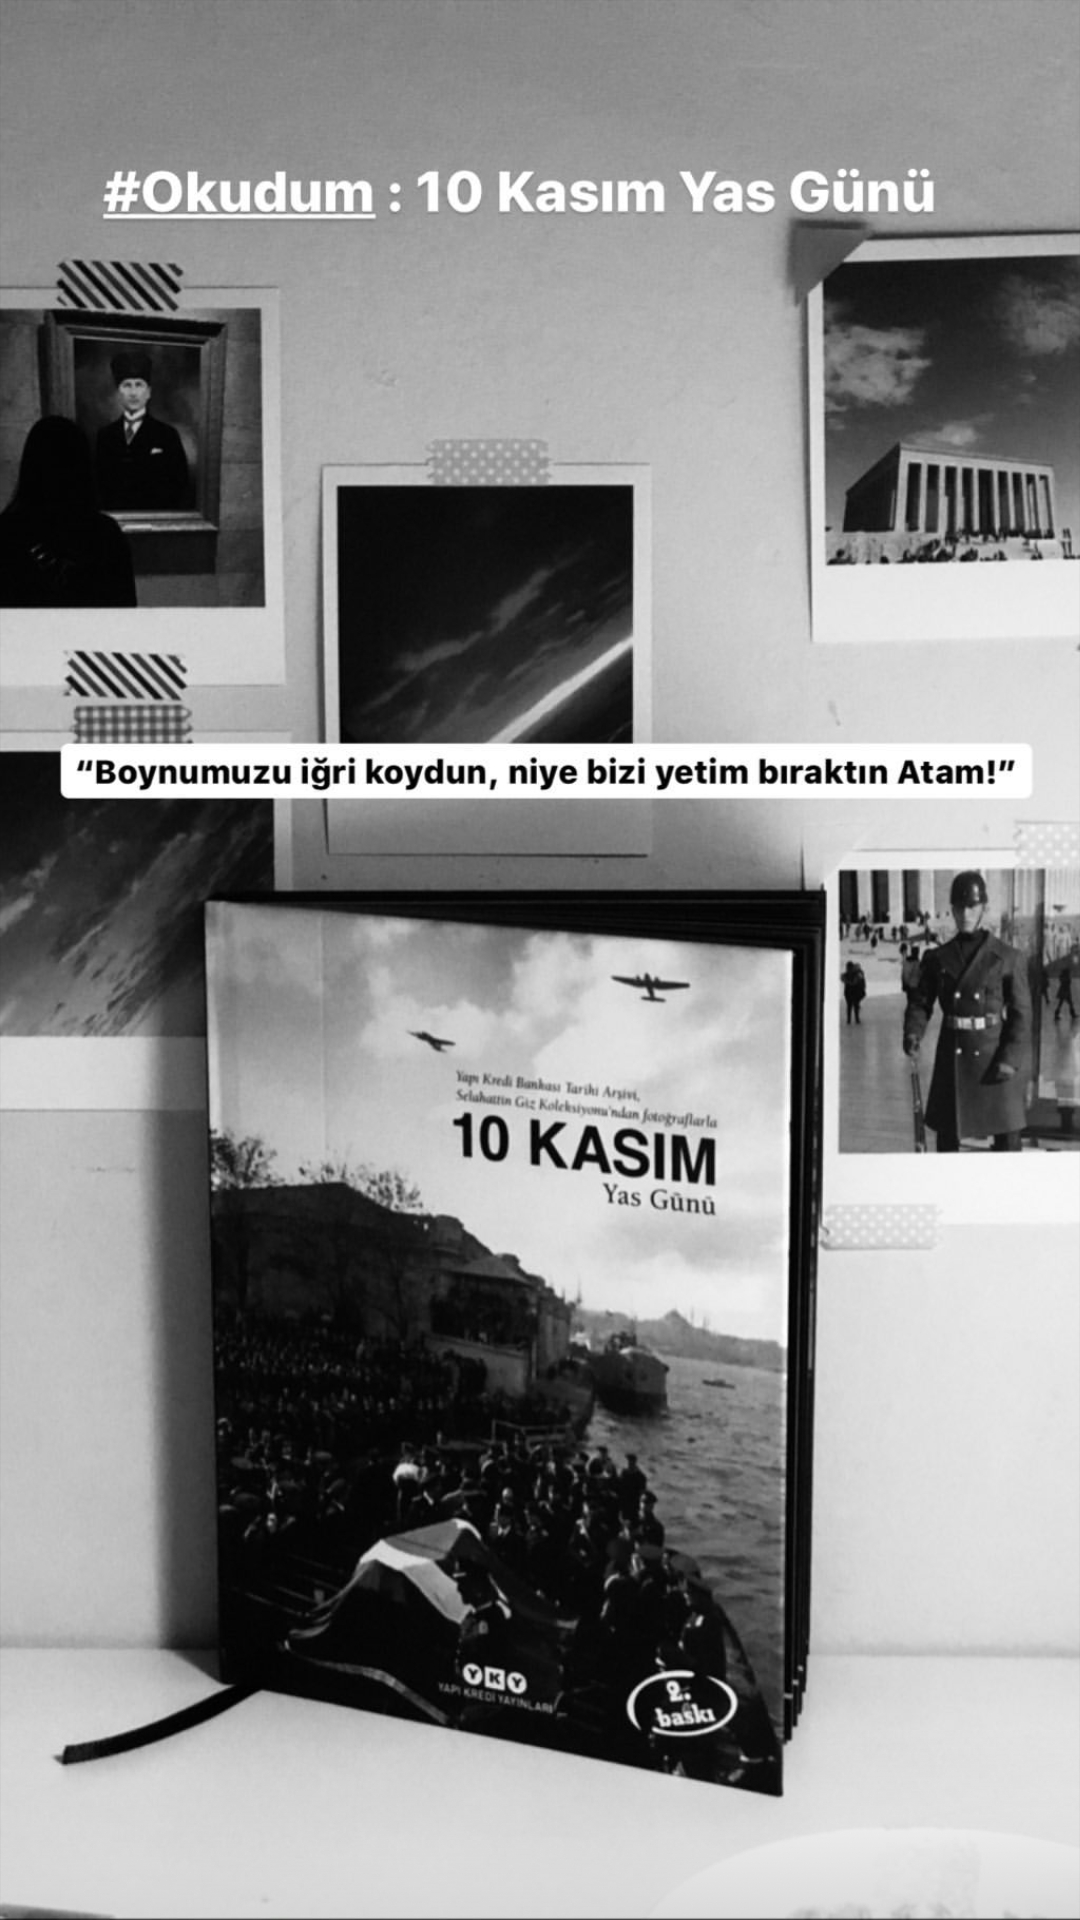 #Okudum : 10 Kasım Yas Günü
“Boynumuzu iğri koydun, niye bizi yetim bıraktın Atam!”
Yapı Kredi Bankası Tarihi Arşivi,
Selahattin Giz Koleksiyonu'ndan fotoğraflarla
10 KASIM
Yas Günü
YKY
YAPI KREDİ YAYINLARI
2.
baskı